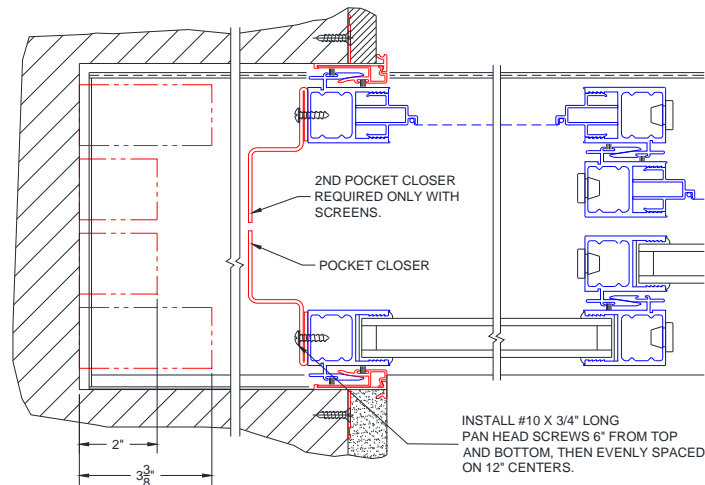 2ND POCKET CLOSER
REQUIRED ONLY WITH
SCREENS.
POCKET CLOSER
INSTALL #10 X 3/4" LONG
PAN HEAD SCREWS 6" FROM TOP
AND BOTTOM, THEN EVENLY SPACED
ON 12" CENTERS.
2"
3 3/8"